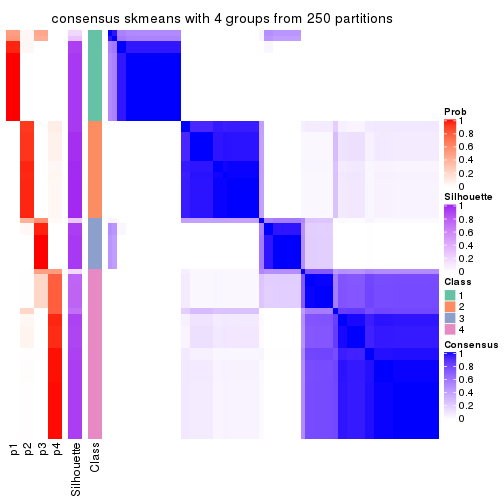 consensus skmeans with 4 groups from 250 partitions
Prob
1
0.8
0.6
0.4
0.2
0
Silhouette
1
0.8
0.6
0.4
0.2
0
Class
1
2
3
4
Consensus
1
0.8
0.6
0.4
0.2
0
p1
p2
p3
p4
Silhouette
Class